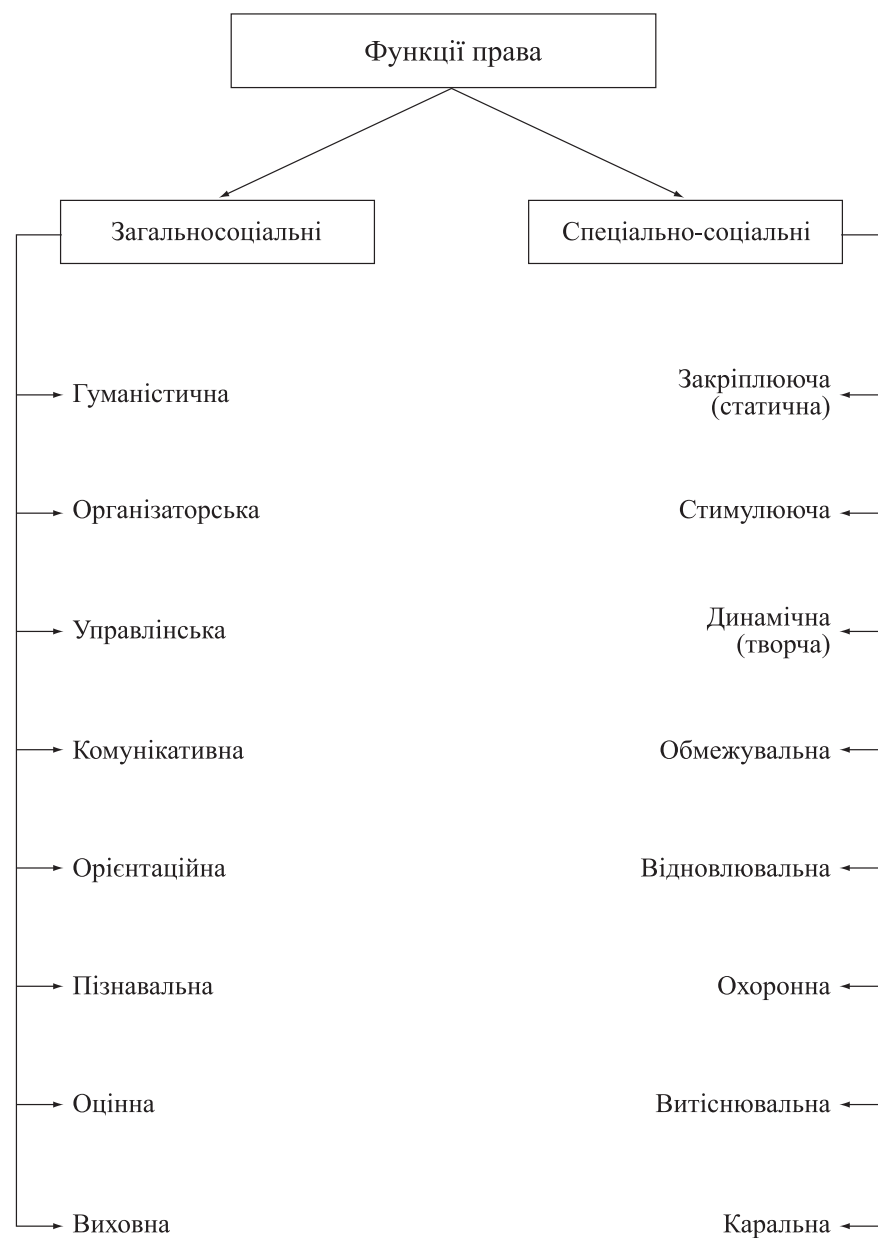 Функції права
Загальносоціальні
Спеціально-соціальні
Гуманістична
Організаторська
Управлінська
Комунікативна
Орієнтаційна
Пізнавальна
Оцінна
Виховна
Закріплююча
(статична)
Стимулююча
Динамічна
(творча)
Обмежувальна
Відновлювальна
Охоронна
Витіснювальна
Каральна